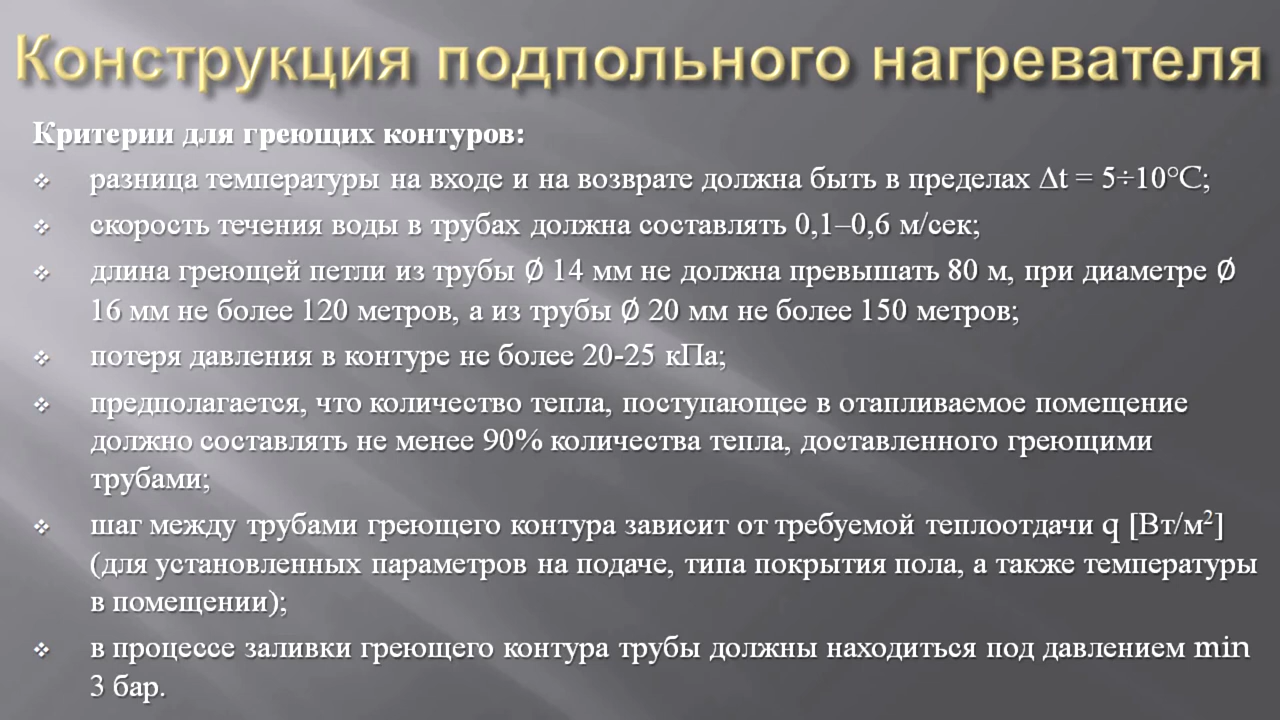 Конструкция подпольного нагревателя
Критерии для греющих контуров:
❖ разница температуры на входе и на возврате должна быть в пределах Δt = 5÷10°C;
❖ скорость течения воды в трубах должна составлять 0,1–0,6 м/сек;
❖ длина греющей петли из трубы ∅ 14 мм не должна превышать 80 м, при диаметре ∅
16 мм не более 120 метров, а из трубы ∅ 20 мм не более 150 метров;
❖ потеря давления в контуре не более 20-25 кПа;
❖ предполагается, что количество тепла, поступающее в отапливаемое помещение
должно составлять не менее 90% количества тепла, доставленного греющими
трубами;
❖ шаг между трубами греющего контура зависит от требуемой теплоотдачи q [Вт/м²]
(для установленных параметров на подаче, типа покрытия пола, а также температуры
в помещении);
❖ в процессе заливки греющего контура трубы должны находиться под давлением min
3 бар.